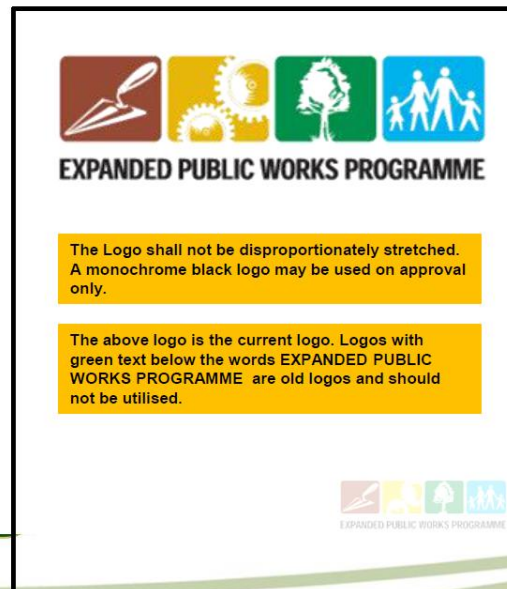 EXPANDED PUBLIC WORKS PROGRAMME
The Logo shall not be disproportionately stretched.
A monochrome black logo may be used on approval
only.
The above logo is the current logo. Logos with
green text below the words EXPANDED PUBLIC
WORKS PROGRAMME are old logos and should
not be utilised.
EXPANDED PUBLIC WORKS PROGRAMME